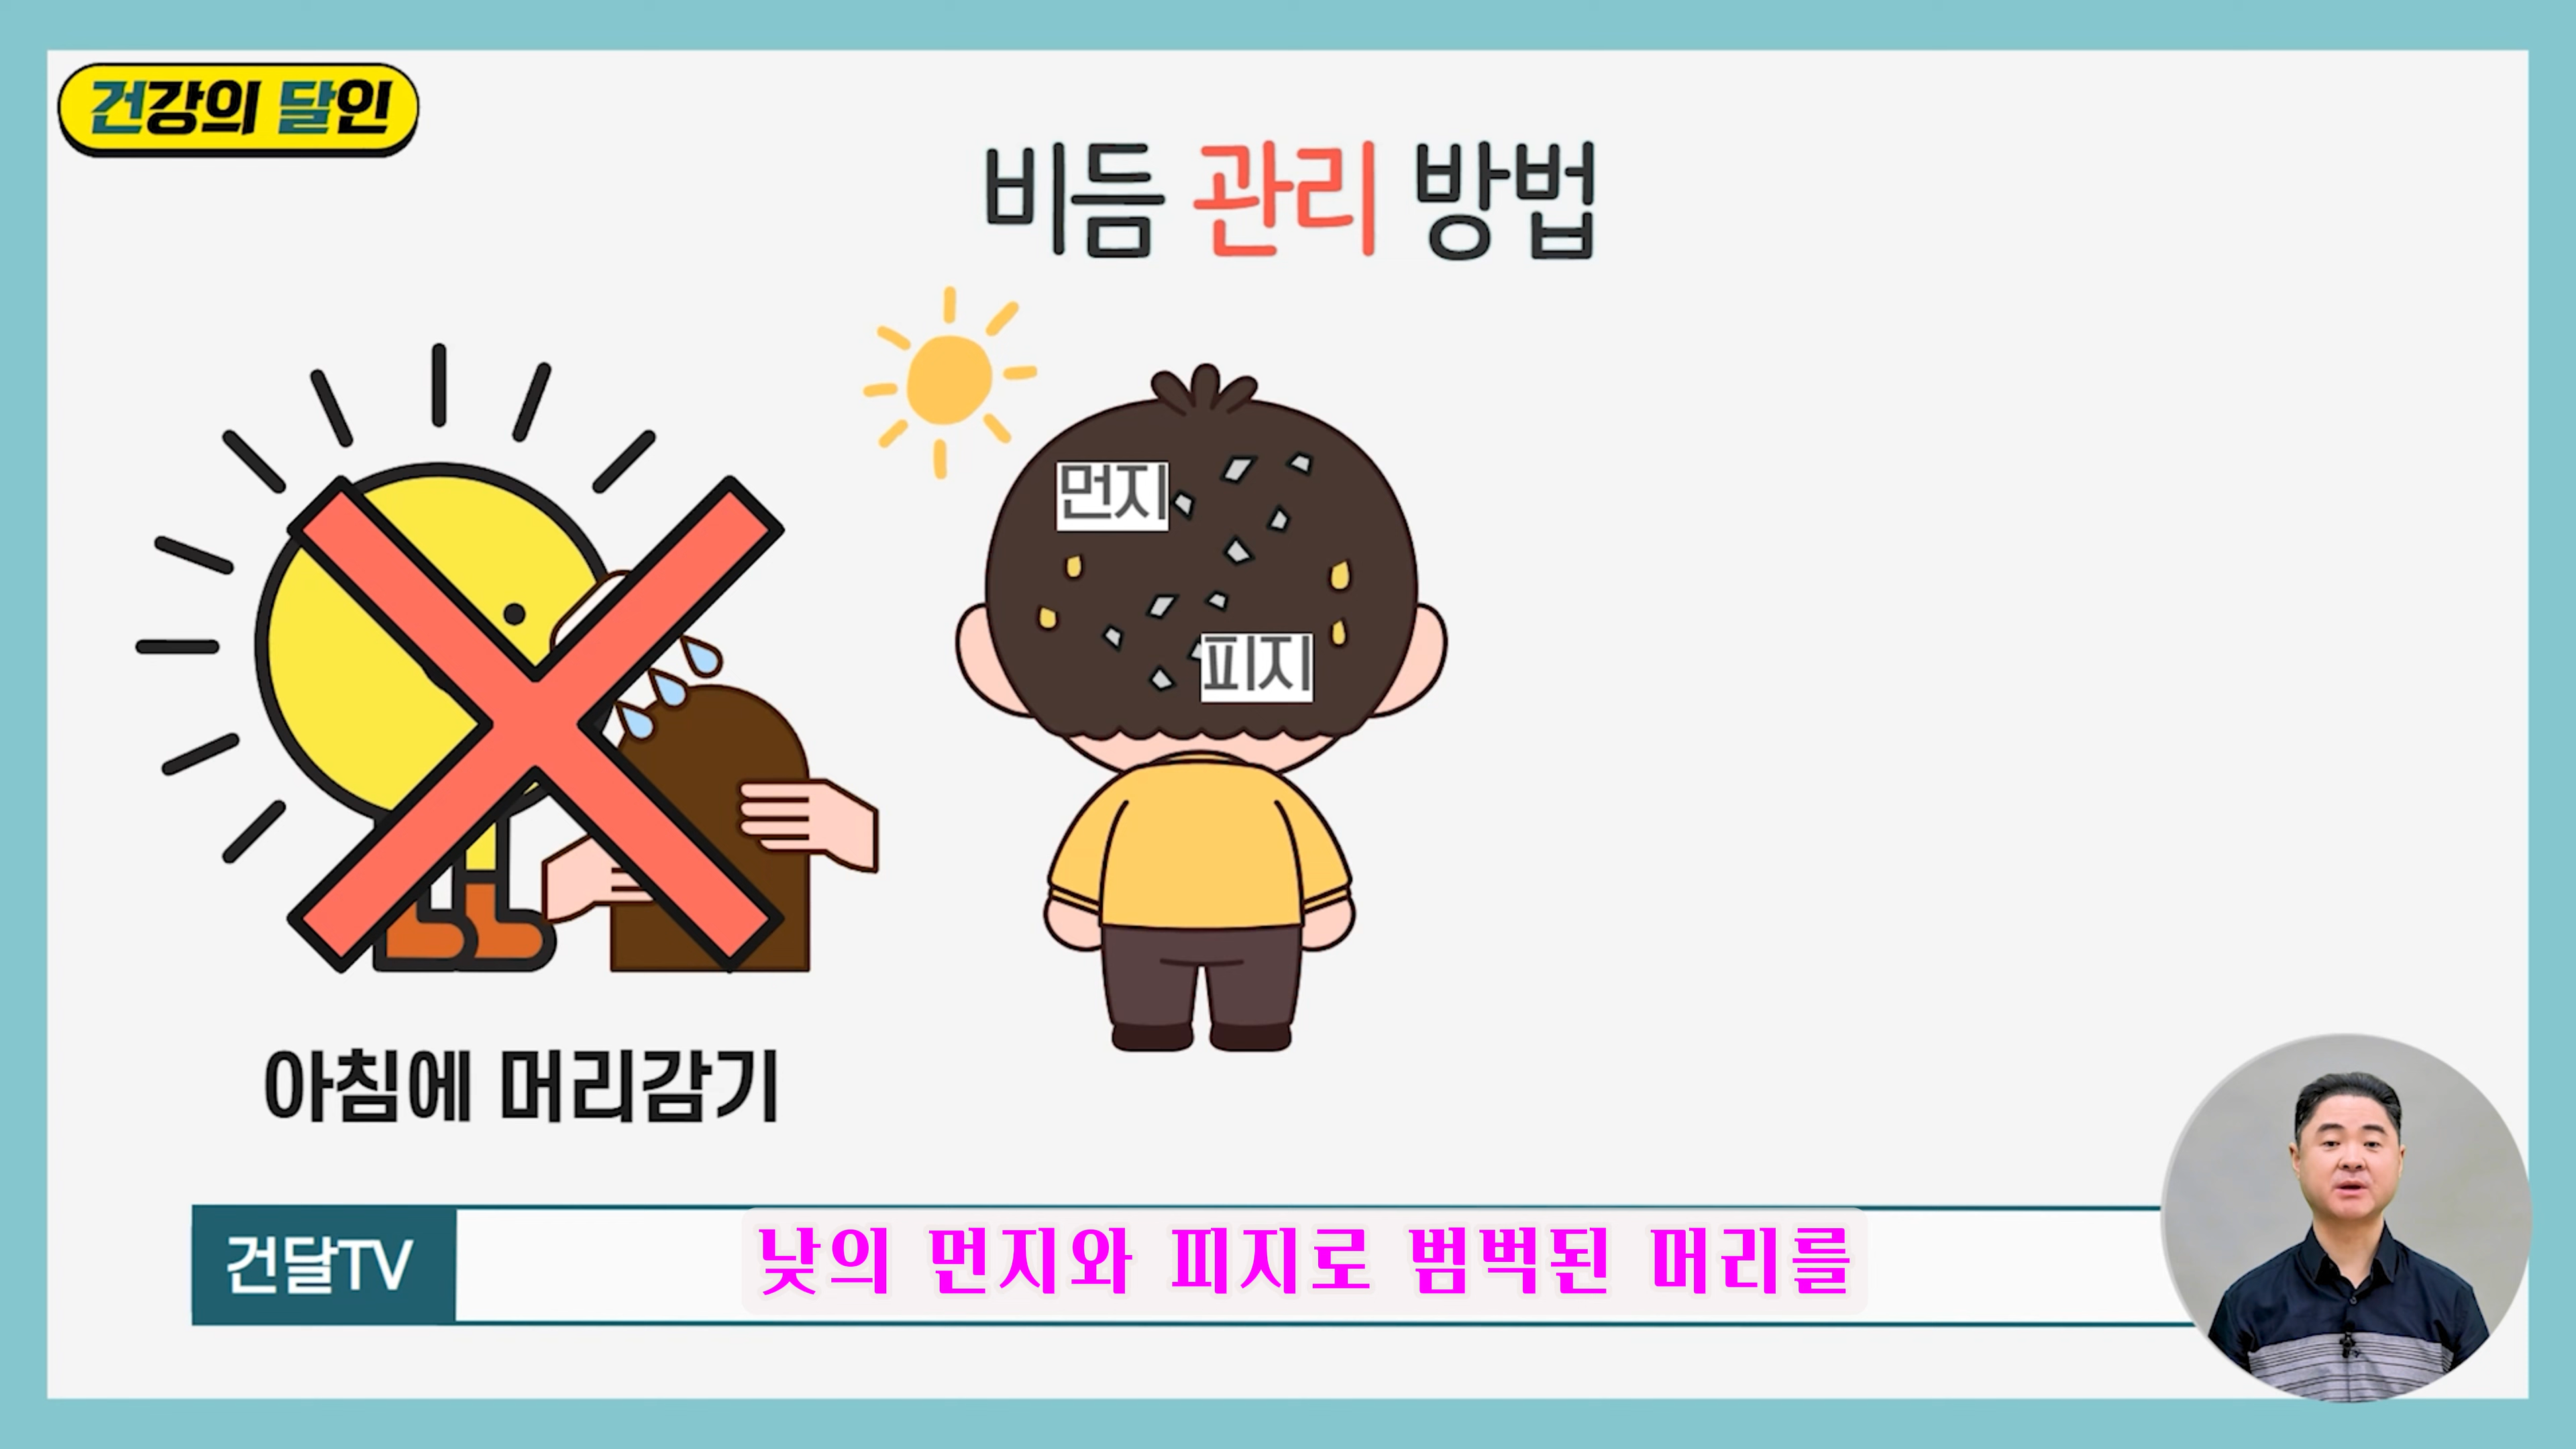 건강의 달인
비듬 관리 방법
먼지
피지
아침에 머리감기
건달TV
낮의 먼지와 피지로 범벅된 머리를